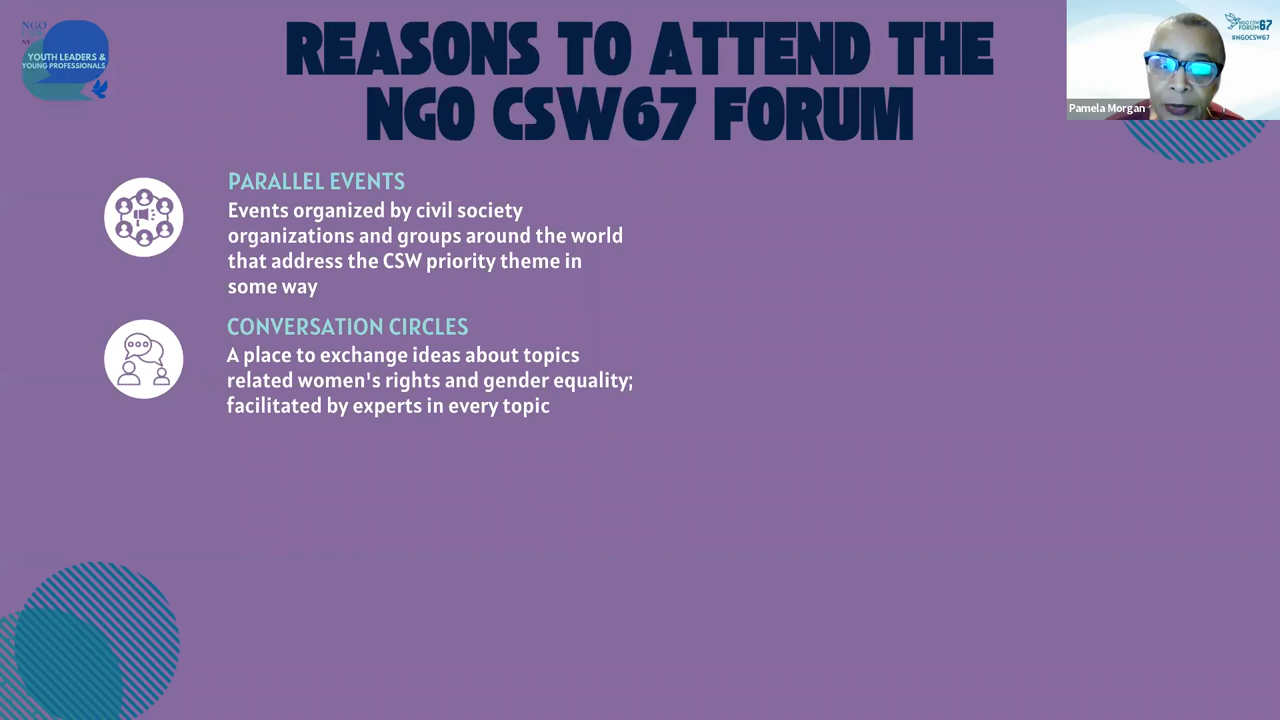 NGO
YOUTH LEADERS &
YOUNG PROFESSIONALS
REASONS TO ATTEND THE
NGO CSW67 FORUM
NGO CSW
FORUM67
#NGOCSW67
Pamela Morgan
PARALLEL EVENTS
Events organized by civil society
organizations and groups around the world
that address the CSW priority theme in
some way
CONVERSATION CIRCLES
A place to exchange ideas about topics
related women's rights and gender equality;
facilitated by experts in every topic